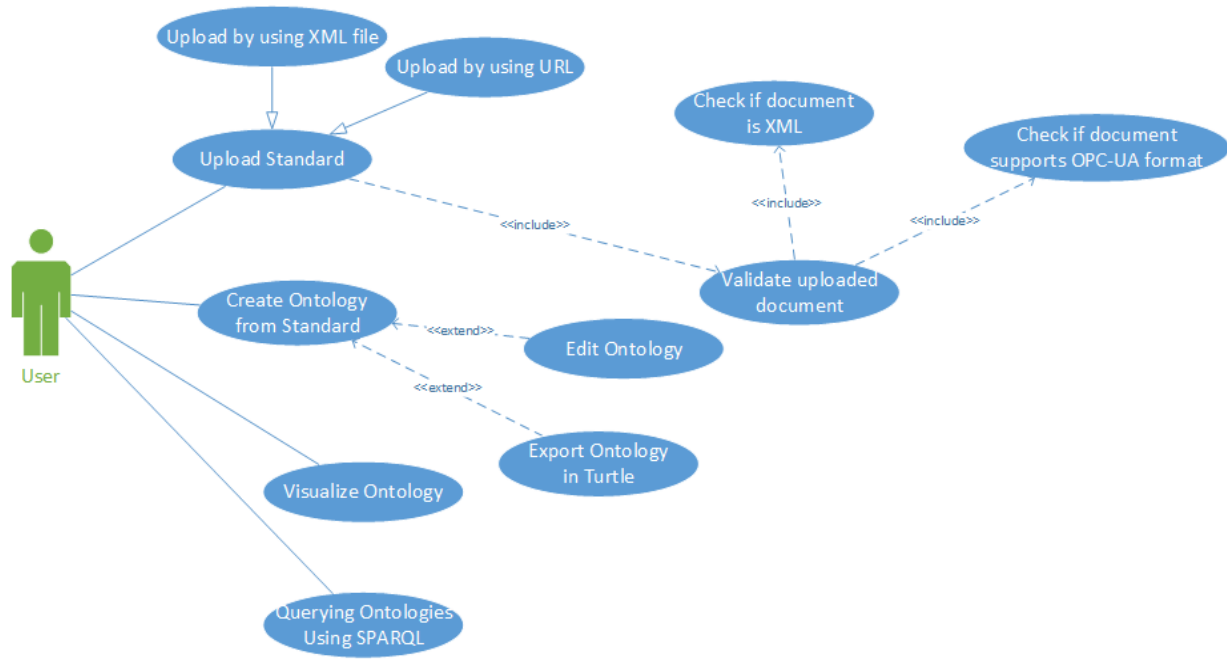 Upload by using XML file
Upload by using URL
Check if document
is XML
Check if document
supports OPC-UA format
Upload Standard
<<include>>
<<include>>
<<include>>
Validate uploaded
document
Create Ontology
from Standard
<<extend>>
Edit Ontology
User
<<extend>>
Export Ontology
in Turtle
Visualize Ontology
Querying Ontologies
Using SPARQL